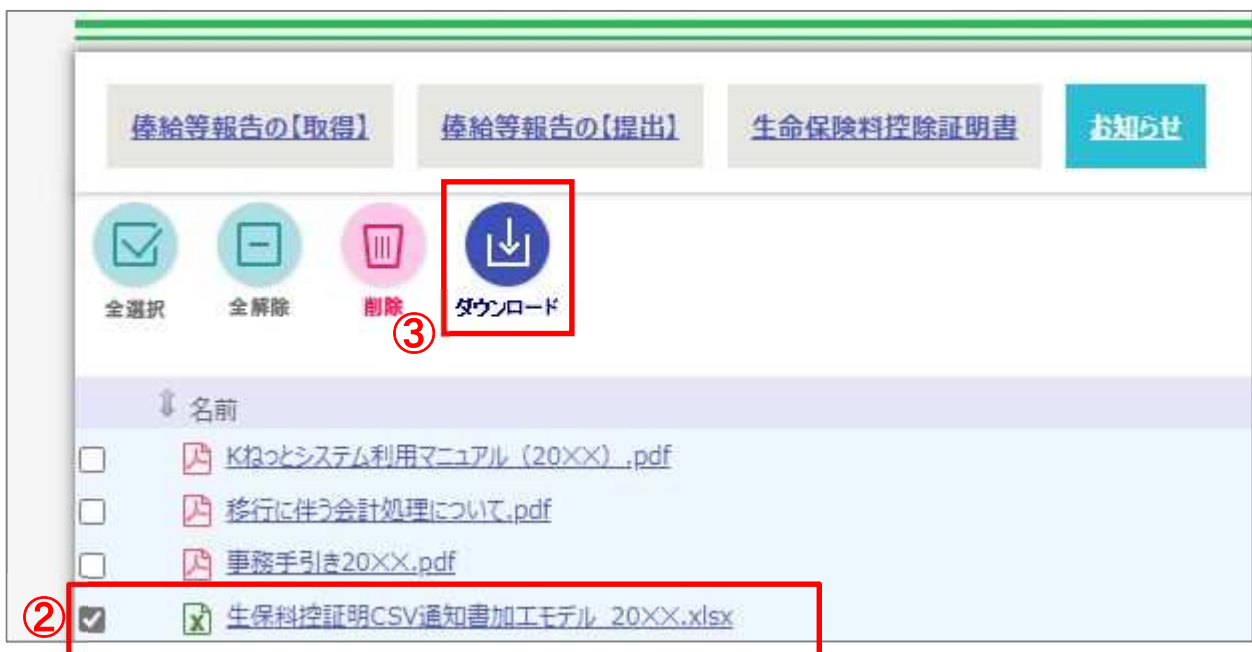 俸給等報告の【取得】 俸給等報告の【提出】 生命保険料控除証明書 お知らせ
全選択 全解除 削除 ダウンロード
③
名前
Kねっとシステム利用マニュアル（20××）.pdf
移行に伴う会計処理について.pdf
事務手引き20××.pdf
② 生保料控証明CSV通知書加工モデル_20××.xlsx